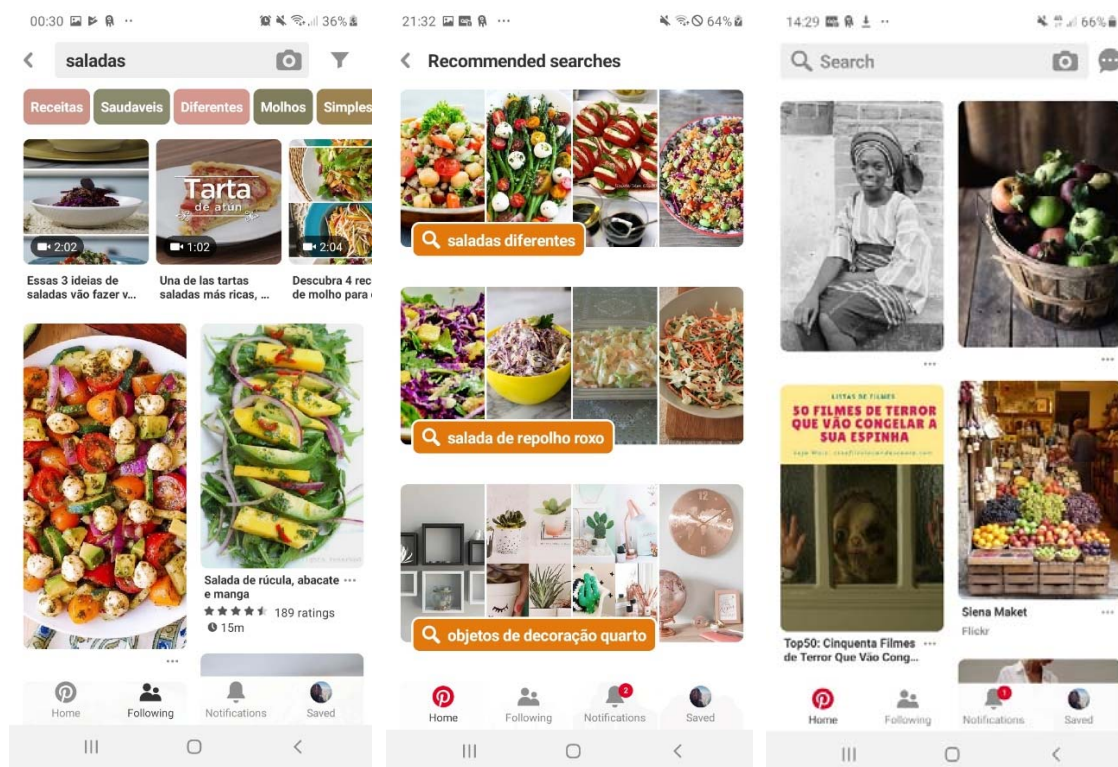 00:30
36%
saladas
Receitas
Saudaveis
Diferentes
Molhos
Simples
Tarta
de atún
2:02
1:02
2:04
Essas 3 ideias de
saladas vão fazer v...
Una de las tartas
saladas más ricas, ...
Descubra 4 rec
de molho para
Salada de rúcula, abacate
e manga
189 ratings
15m
Home
Following
Notifications
Saved
21:32
64%
Recommended searches
saladas diferentes
salada de repolho roxo
objetos de decoração quarto
Home
Following
2
Notifications
Saved
14:29
66%
Search
LISTAS DE FILMES
50 FILMES DE TERROR
QUE VÃO CONGELAR A
SUA ESPINHA
Top50: Cinquenta Filmes
de Terror Que Vão Cong...
Siena Maket
Flickr
Home
Following
1
Notifications
Saved